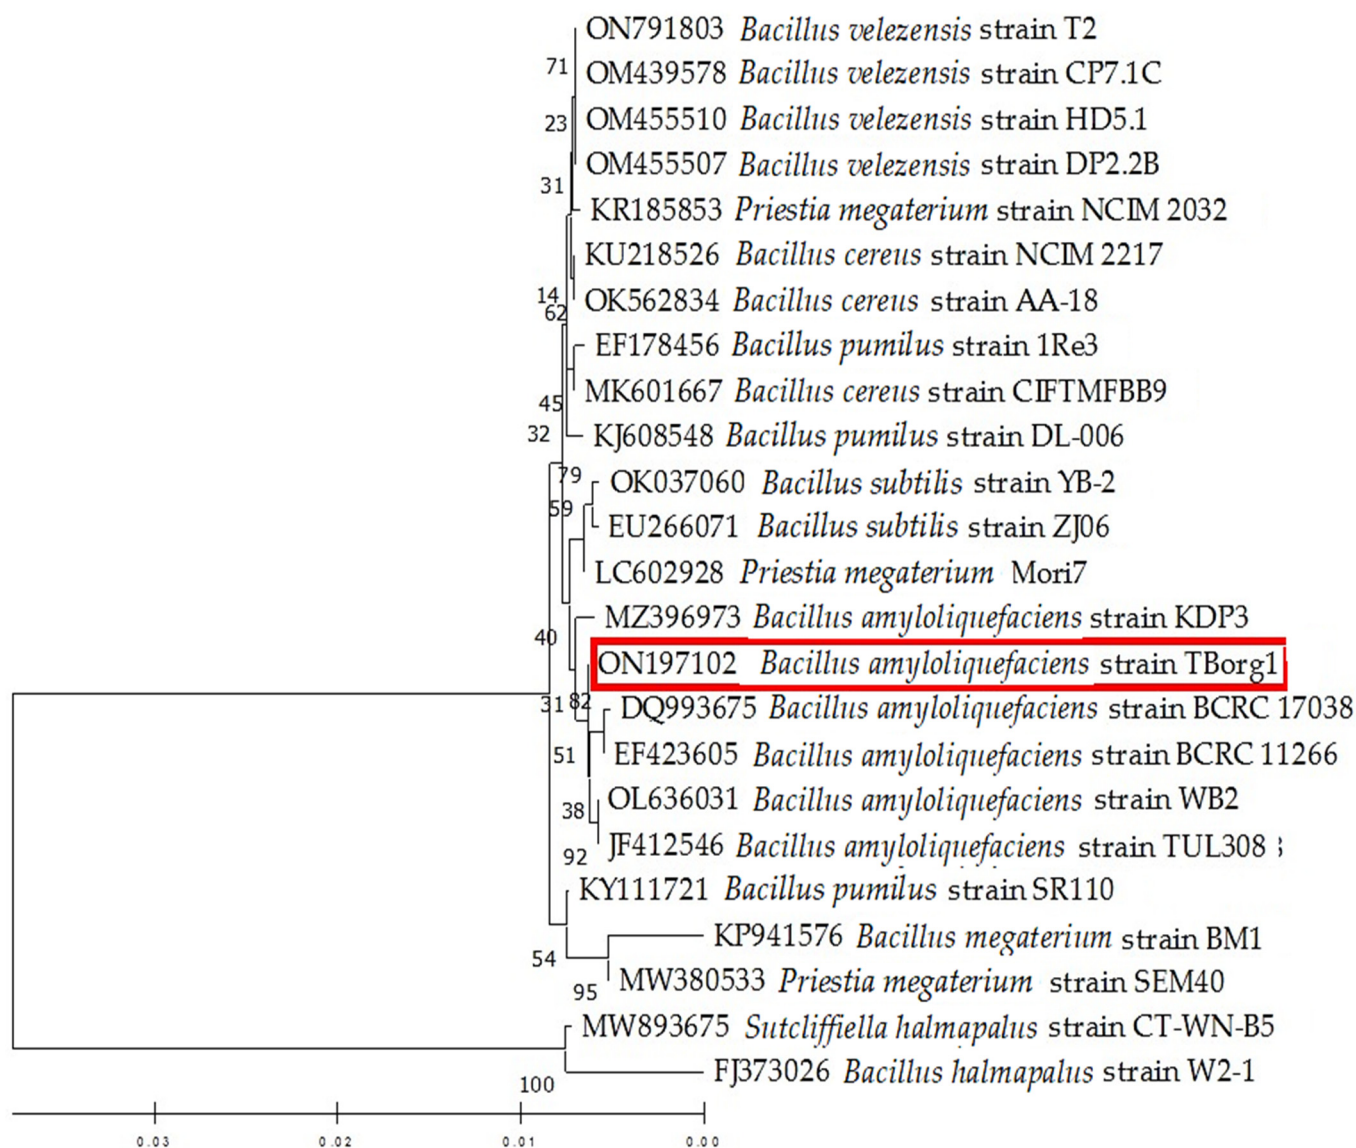 ON791803 Bacillus velezensis strain T2
71
OM439578 Bacillus velezensis strain CP7.1C
23
OM455510 Bacillus velezensis strain HD5.1
OM455507 Bacillus velezensis strain DP2.2B
31
KR185853 Priestia megaterium strain NCIM 2032
KU218526 Bacillus cereus strain NCIM 2217
14
OK562834 Bacillus cereus strain AA-18
62
EF178456 Bacillus pumilus strain 1Re3
MK601667 Bacillus cereus strain CIFTMFBB9
45
32
KJ608548 Bacillus pumilus strain DL-006
79
OK037060 Bacillus subtilis strain YB-2
59
EU266071 Bacillus subtilis strain ZJ06
LC602928 Priestia megaterium Mori7
MZ396973 Bacillus amyloliquefaciens strain KDP3
40
ON197102 Bacillus amyloliquefaciens strain TBorg1
31 82
DQ993675 Bacillus amyloliquefaciens strain BCRC 17038
51
EF423605 Bacillus amyloliquefaciens strain BCRC 11266
OL636031 Bacillus amyloliquefaciens strain WB2
38
JF412546 Bacillus amyloliquefaciens strain TUL308
92
KY111721 Bacillus pumilus strain SR110
KP941576 Bacillus megaterium strain BM1
54
MW380533 Priestia megaterium strain SEM40
95
MW893675 Sutcliffiella halmapalus strain CT-WN-B5
FJ373026 Bacillus halmapalus strain W2-1
100
0.03 0.02 0.01 0.00